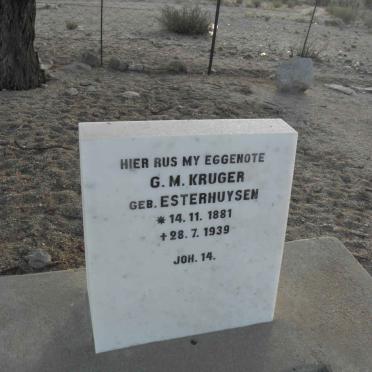 HIER RUS MY EGGENOTE
G. M. KRUGER
GEB. ESTERHUYSEN
* 14. 11. 1881
+ 28. 7. 1939
JOH. 14.